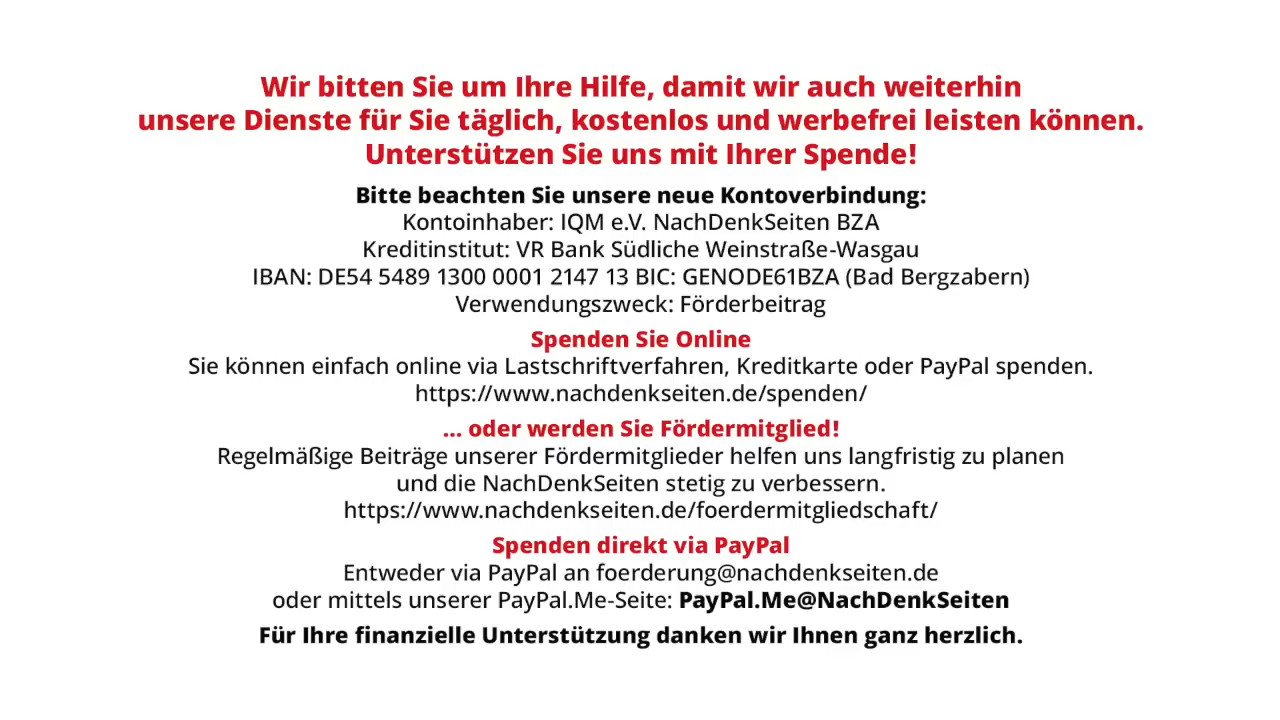 Wir bitten Sie um Ihre Hilfe, damit wir auch weiterhin
unsere Dienste für Sie täglich, kostenlos und werbefrei leisten können.
Unterstützen Sie uns mit Ihrer Spende!
Bitte beachten Sie unsere neue Kontoverbindung:
Kontoinhaber: IQM e.V. NachDenkSeiten BZA
Kreditinstitut: VR Bank Südliche Weinstraße-Wasgau
IBAN: DE54 5489 1300 0001 2147 13 BIC: GENODE61BZA (Bad Bergzabern)
Verwendungszweck: Förderbeitrag
Spenden Sie Online
Sie können einfach online via Lastschriftverfahren, Kreditkarte oder PayPal spenden.
https://www.nachdenkseiten.de/spenden/
... oder werden Sie Fördermitglied!
Regelmäßige Beiträge unserer Fördermitglieder helfen uns langfristig zu planen
und die NachDenkSeiten stetig zu verbessern.
https://www.nachdenkseiten.de/foerdermitgliedschaft/
Spenden direkt via PayPal
Entweder via PayPal an foerderung@nachdenkseiten.de
oder mittels unserer PayPal.Me-Seite: PayPal.Me@NachDenkSeiten
Für Ihre finanzielle Unterstützung danken wir Ihnen ganz herzlich.